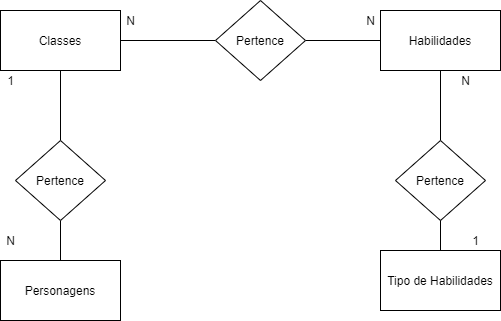 N
N
Classes
Pertence
Habilidades
1
N
Pertence
Pertence
N
1
Personagens
Tipo de Habilidades